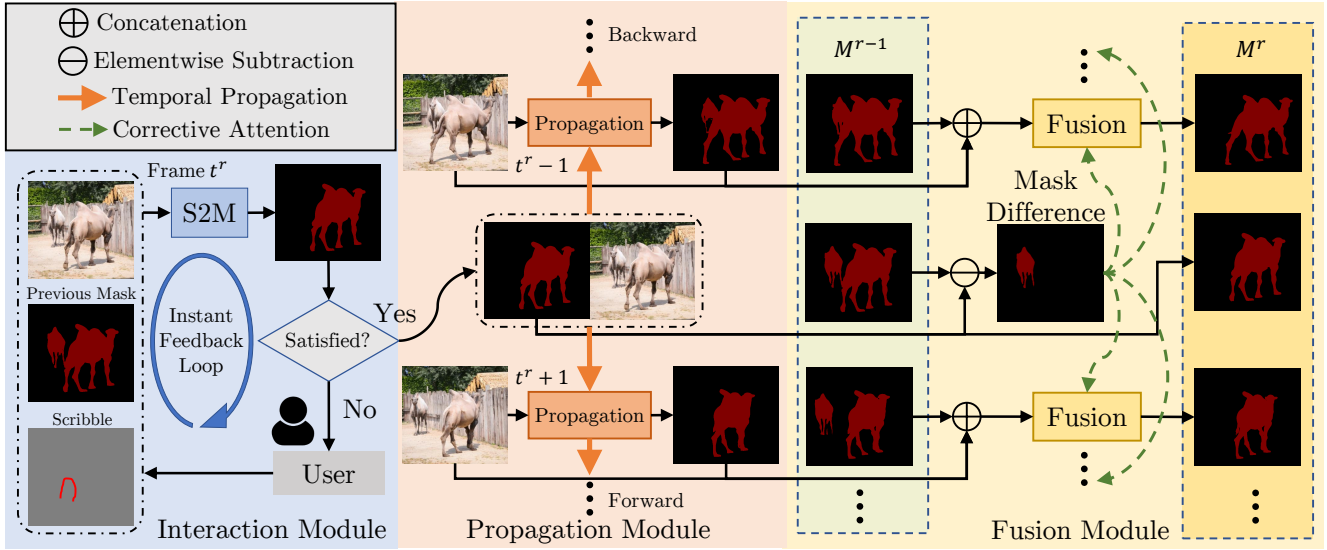 Concatenation
Elementwise Subtraction
Temporal Propagation
Corrective Attention
Frame t^r
S2M
Previous Mask
Instant
Feedback
Loop
Satisfied?
Yes
No
Scribble
User
Interaction Module
Backward
Propagation
t^r − 1
t^r + 1
Propagation
Forward
Propagation Module
M^{r-1}
M^r
Fusion
Mask
Difference
Fusion
Fusion Module